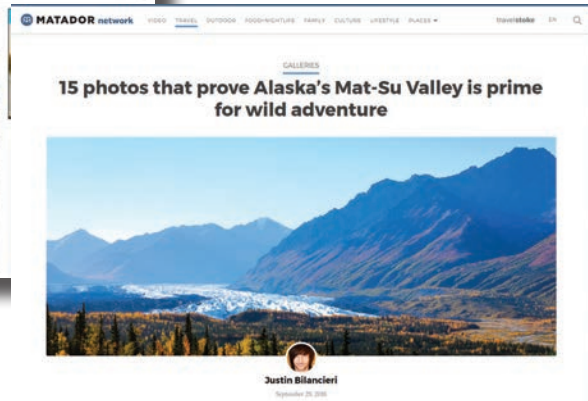 MATADOR network VIDEO TRAVEL OUTDOOR FOOD+NIGHTLIFE FAMILY CULTURE LIFESTYLE PLACES travelstoke EN
GALLERIES
15 photos that prove Alaska's Mat-Su Valley is prime
for wild adventure
Justin Bilancieri